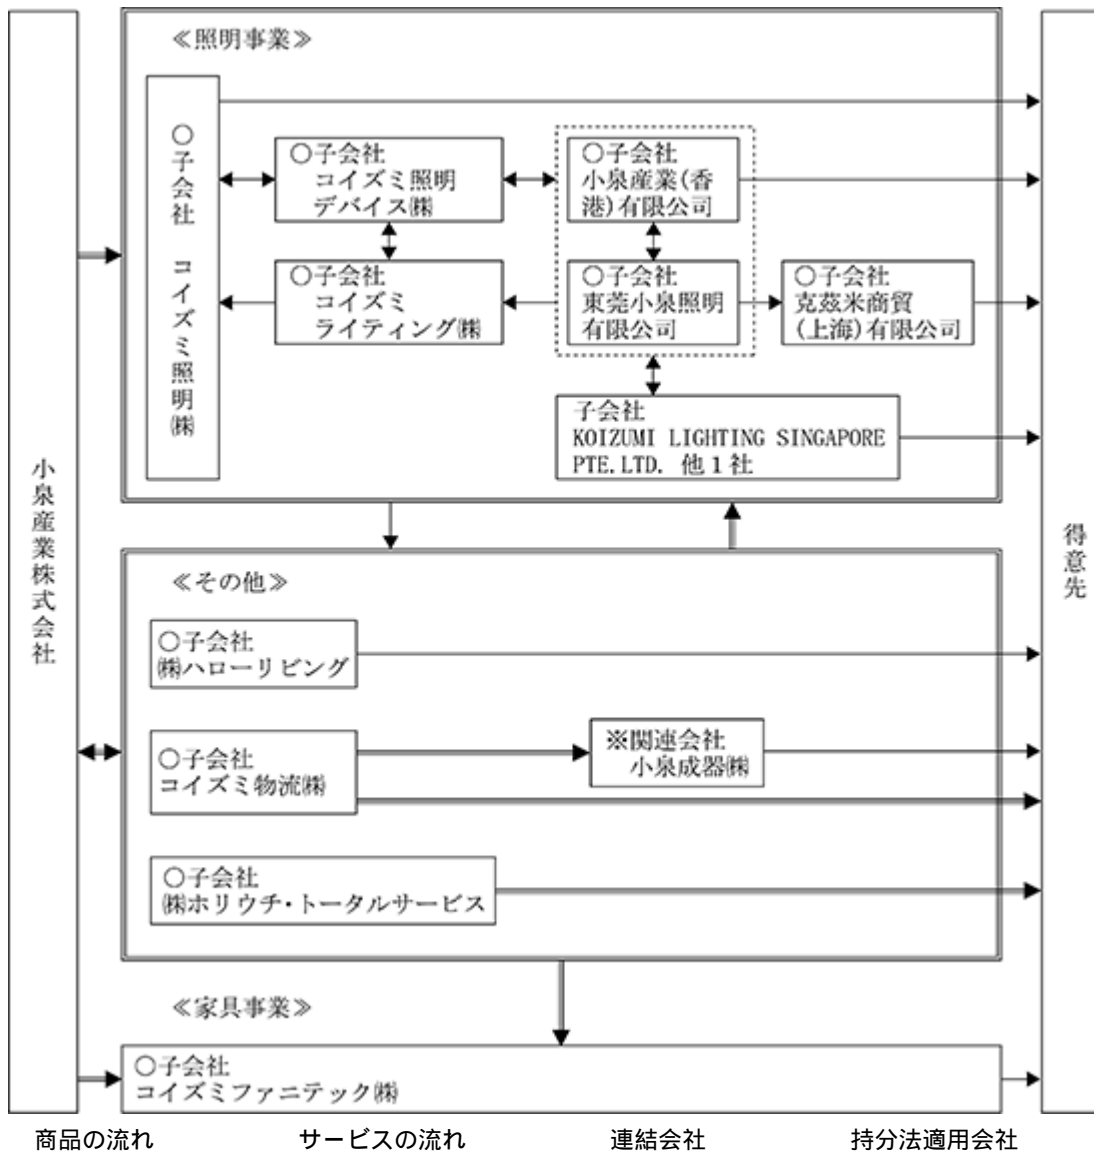 ≪照明事業≫
○子会社 コイズミ照明㈱
○子会社
コイズミ照明
デバイス㈱
○子会社
小泉産業(香
港)有限公司
○子会社
コイズミ
ライティング㈱
○子会社
東莞小泉照明
有限公司
○子会社
克茲米商貿
(上海)有限公司
子会社
KOIZUMI LIGHTING SINGAPORE
PTE.LTD. 他1社
小泉産業株式会社
得意先
≪その他≫
○子会社
㈱ハローリビング
○子会社
コイズミ物流㈱
※関連会社
小泉成器㈱
○子会社
㈱ホリウチ・トータルサービス
≪家具事業≫
○子会社
コイズミファニテック㈱
商品の流れ サービスの流れ 連結会社 持分法適用会社